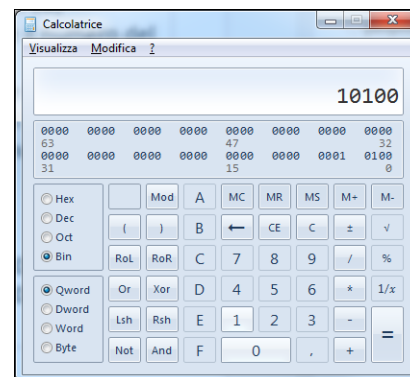 Calcolatrice
Visualizza Modifica ?
10100
0000 0000 0000 0000 0000 0000 0000 0000
63 47 32
0000 0000 0000 0000 0000 0000 0001 0100
31 15 0
Hex Mod A MC MR MS M+ M-
Dec ( ) B ← CE C ± √
Oct
Bin RoL RoR C 7 8 9 / %
Qword Or Xor D 4 5 6 * 1/x
Dword Lsh Rsh E 1 2 3 - =
Word
Byte Not And F 0 , +